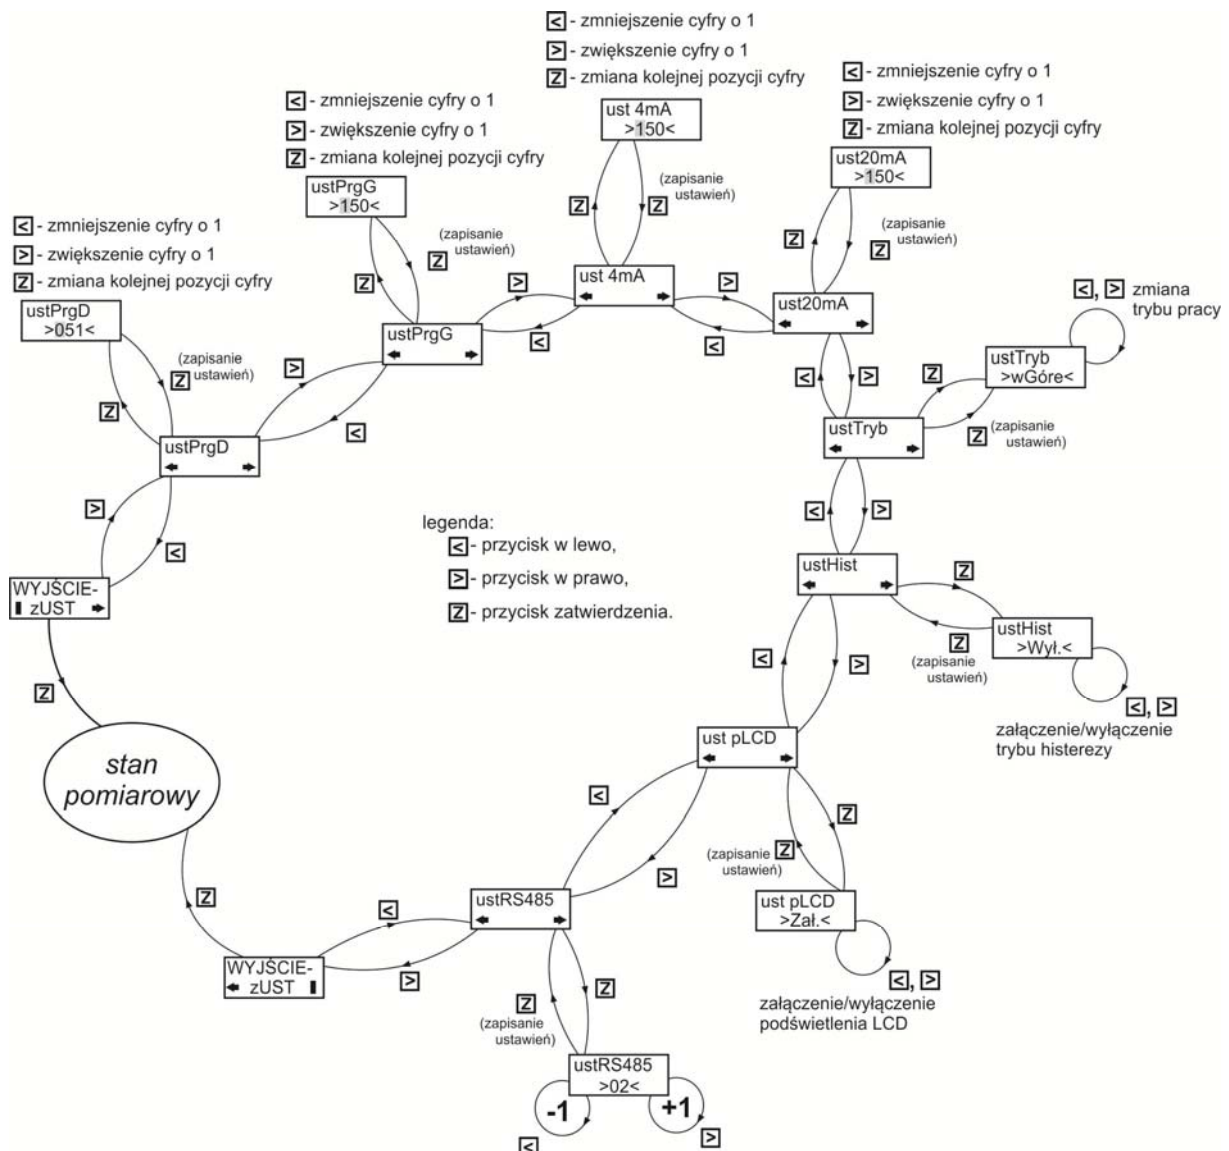 < - zmniejszenie cyfry o 1
> - zwiększenie cyfry o 1
Z - zmiana kolejnej pozycji cyfry
ust 4mA
>150<
< - zmniejszenie cyfry o 1
> - zwiększenie cyfry o 1
Z - zmiana kolejnej pozycji cyfry
ust20mA
>150<
< - zmniejszenie cyfry o 1
> - zwiększenie cyfry o 1
Z - zmiana kolejnej pozycji cyfry
ustPrgG
>150<
< - zmniejszenie cyfry o 1
> - zwiększenie cyfry o 1
Z - zmiana kolejnej pozycji cyfry
ustPrgD
>051<
Z
Z
(zapisanie
ustawień)
Z
Z
(zapisanie
ustawień)
Z
Z
(zapisanie
ustawień)
Z
Z
(zapisanie
ustawień)
ust 4mA
ust20mA
ustPrgG
ustPrgD
>
<
>
<
>
<
>
<
<
>
ustTryb
Z
Z
(zapisanie
ustawień)
ustTryb
>wGóre<
<, > zmiana
trybu pracy
legenda:
< - przycisk w lewo,
> - przycisk w prawo,
Z - przycisk zatwierdzenia.
<
>
ustHist
Z
Z
(zapisanie
ustawień)
ustHist
>Wył.<
<, >
załączenie/wyłączenie
trybu histerezy
WYJŚCIE-
zUST
Z
stan
pomiarowy
<
>
ust pLCD
Z
Z
(zapisanie
ustawień)
ust pLCD
>Zał.<
<, >
załączenie/wyłączenie
podświetlenia LCD
<
>
ustRS485
Z
<
>
WYJŚCIE-
zUST
Z
Z
(zapisanie
ustawień)
ustRS485
>02<
-1
+1
<
>